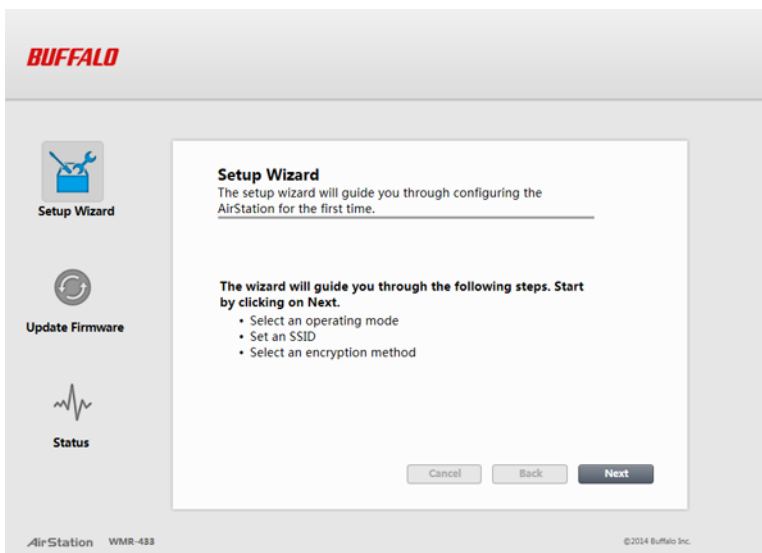 BUFFALO
Setup Wizard
Update Firmware
Status
Setup Wizard
The setup wizard will guide you through configuring the
AirStation for the first time.
The wizard will guide you through the following steps. Start
by clicking on Next.
• Select an operating mode
• Set an SSID
• Select an encryption method
Cancel Back Next
AirStation WMR-433 ©2014 Buffalo Inc.